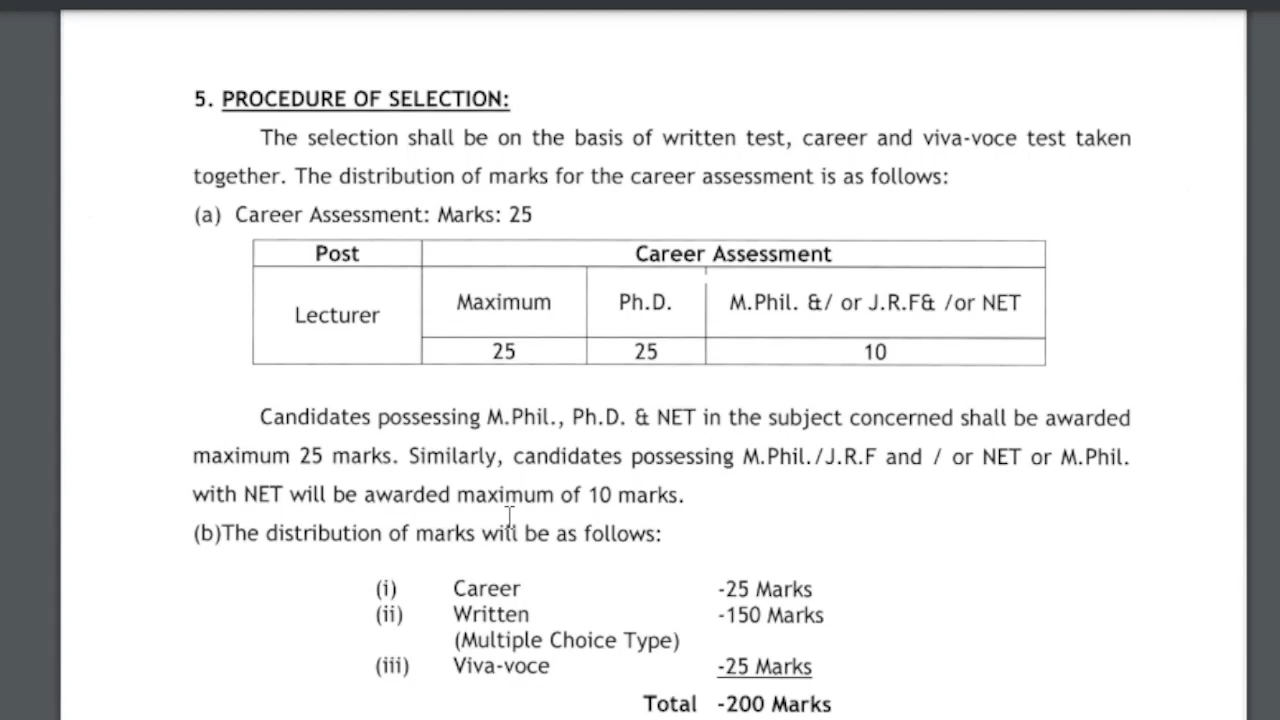 5. PROCEDURE OF SELECTION:
The selection shall be on the basis of written test, career and viva-voce test taken
together. The distribution of marks for the career assessment is as follows:
(a) Career Assessment: Marks: 25
Post Career Assessment
Lecturer Maximum Ph.D. M.Phil. &/ or J.R.F& /or NET
25 25 10
Candidates possessing M.Phil., Ph.D. & NET in the subject concerned shall be awarded
maximum 25 marks. Similarly, candidates possessing M.Phil./J.R.F and / or NET or M.Phil.
with NET will be awarded maximum of 10 marks.
(b)The distribution of marks will be as follows:
(i) Career -25 Marks
(ii) Written -150 Marks
(Multiple Choice Type)
(iii) Viva-voce -25 Marks
Total -200 Marks